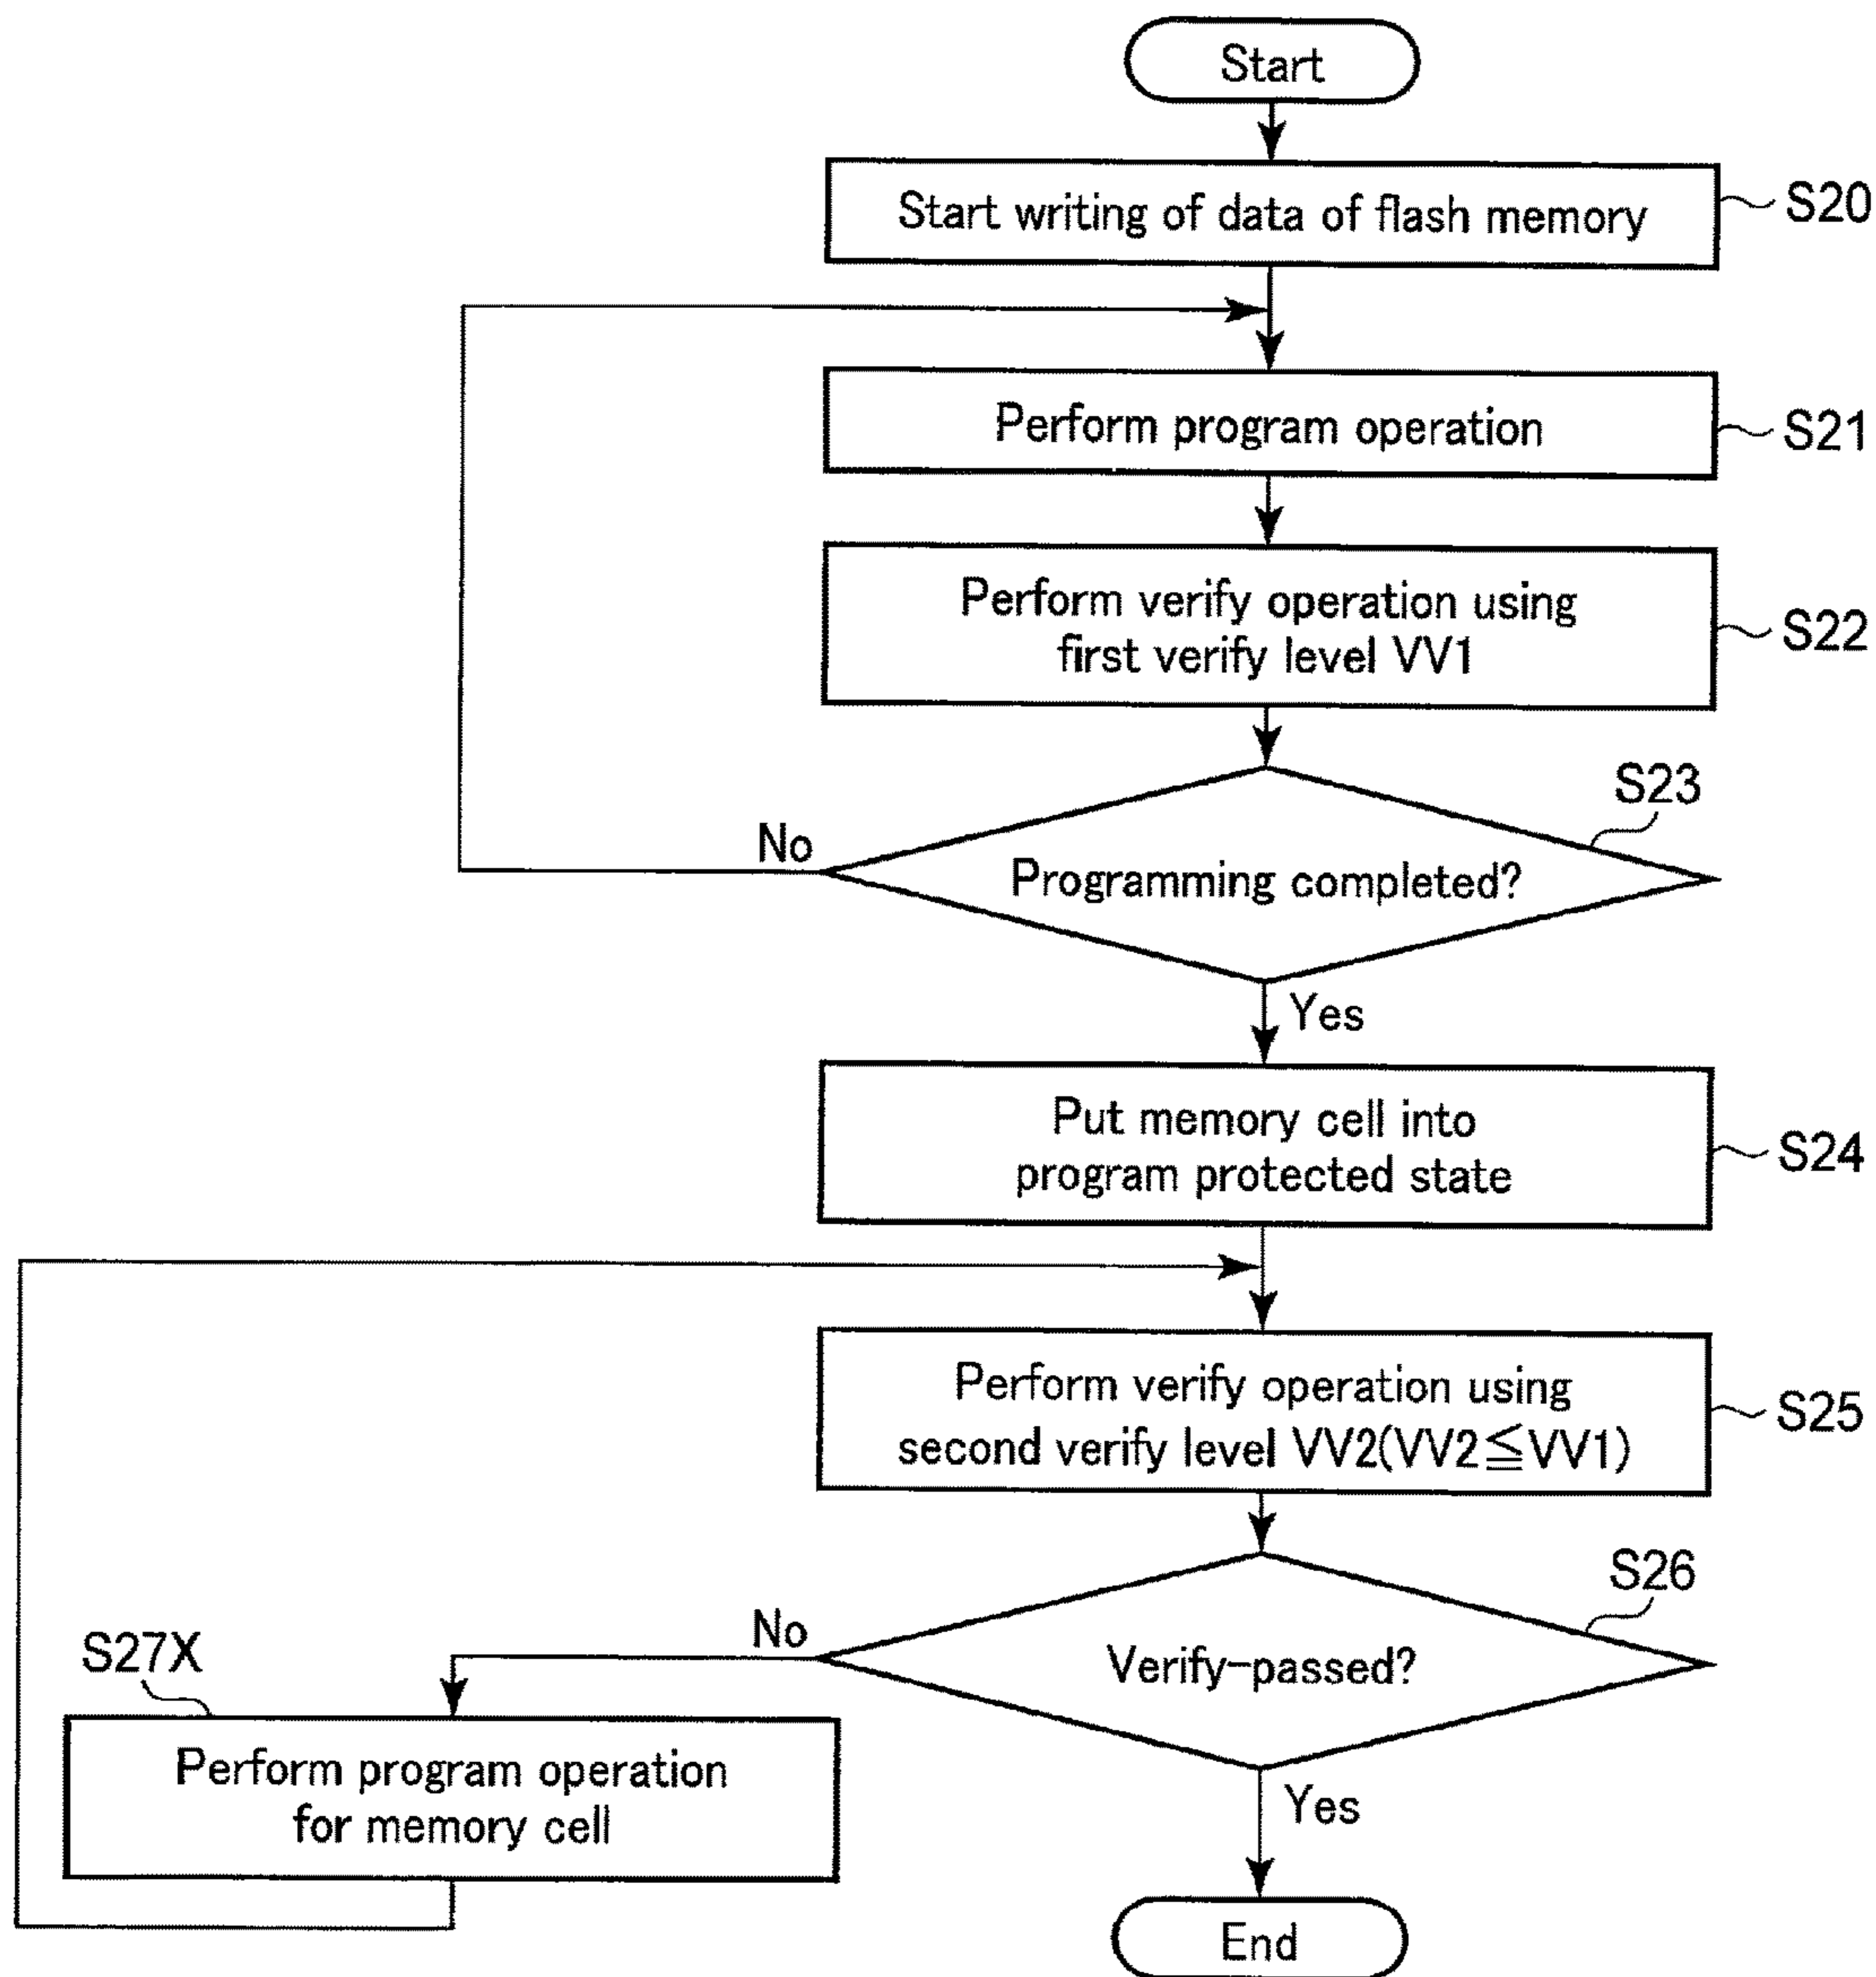 Start
Start writing of data of flash memory
S20
Perform program operation
S21
Perform verify operation using
first verify level VV1
S22
S23
No
Programming completed?
Yes
Put memory cell into
program protected state
S24
Perform verify operation using
second verify level VV2(VV2≦VV1)
S25
S26
No
Verify-passed?
S27X
Perform program operation
for memory cell
Yes
End